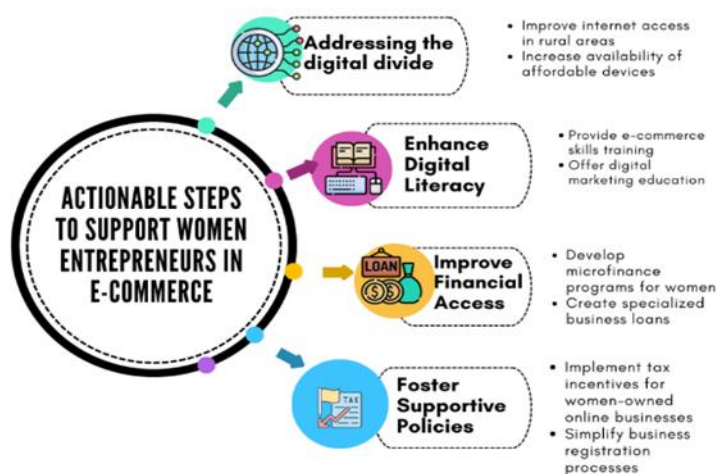 ACTIONABLE STEPS
TO SUPPORT WOMEN
ENTREPRENEURS IN
E-COMMERCE
Addressing the
digital divide
• Improve internet access
in rural areas
• Increase availability of
affordable devices
Enhance
Digital
Literacy
• Provide e-commerce
skills training
• Offer digital
marketing education
LOAN
Improve
Financial
Access
• Develop
microfinance
programs for women
• Create specialized
business loans
TAX
Foster
Supportive
Policies
• Implement tax
incentives for
women-owned
online businesses
• Simplify business
registration
processes